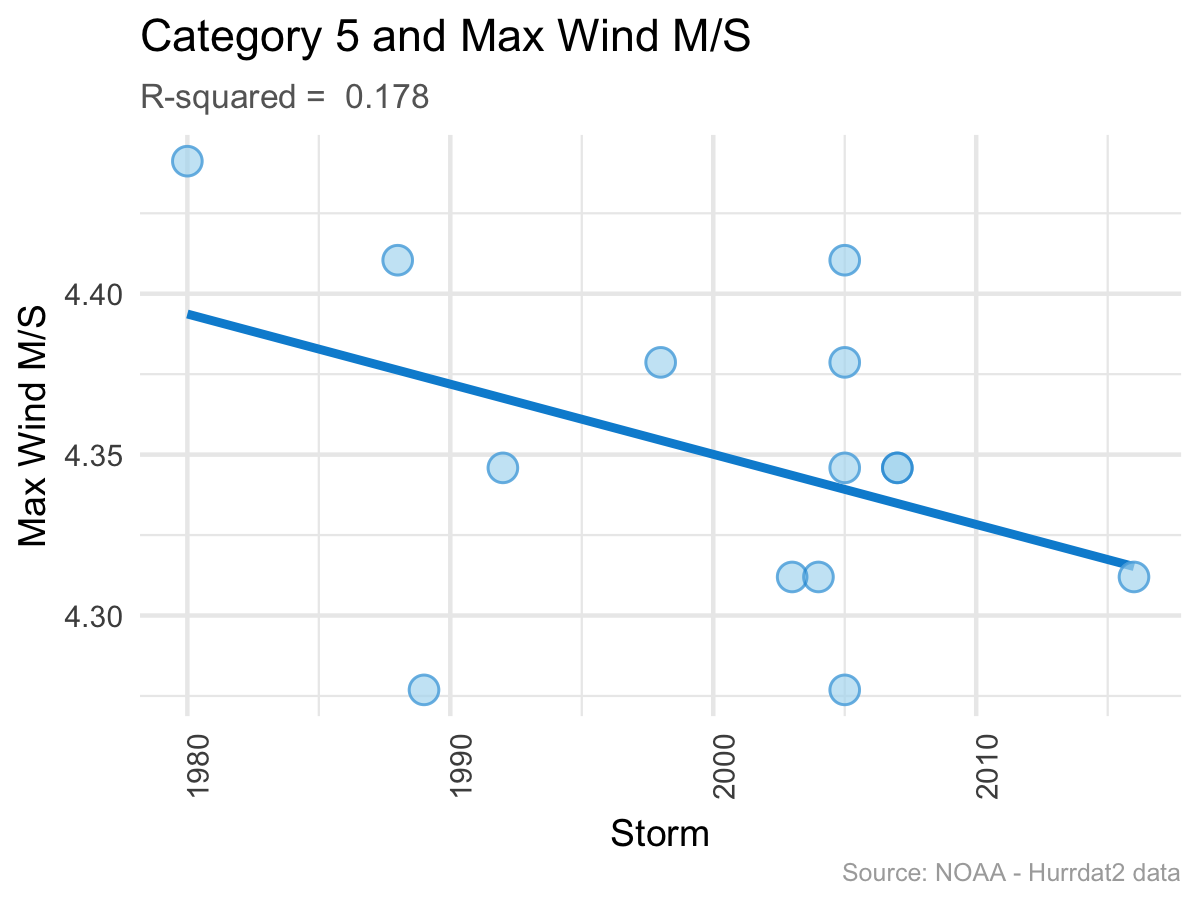 Category 5 and Max Wind M/S
R-squared =  0.178
Max Wind M/S
4.40
4.35
4.30
1980
1990
2000
2010
Storm
Source: NOAA - Hurrdat2 data